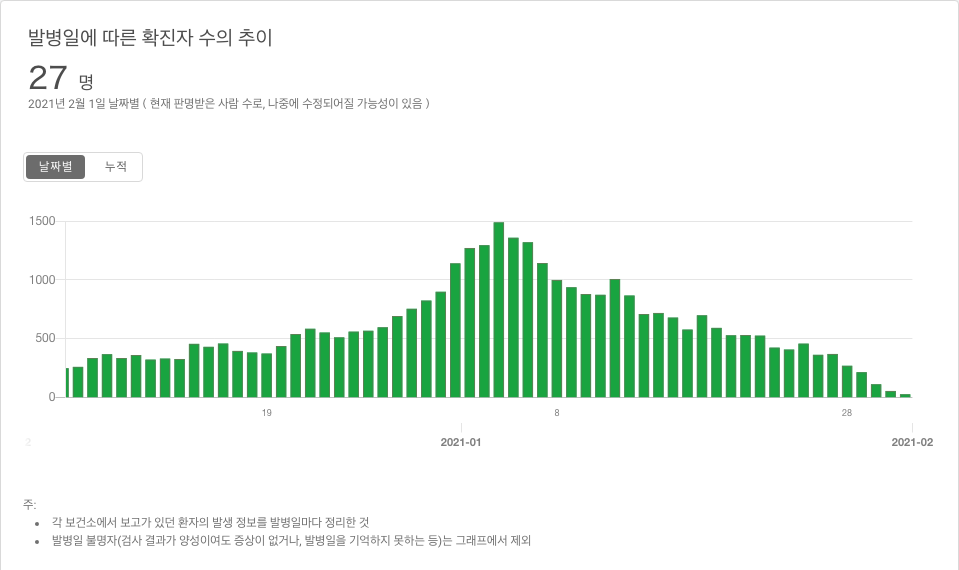 발병일에 따른 확진자 수의 추이
27 명
2021년 2월 1일 날짜별 ( 현재 판명받은 사람 수로, 나중에 수정되어질 가능성이 있음 )
날짜별 누적
1500
1000
500
0
19 8 28
2 2021-01 2021-02
주:
• 각 보건소에서 보고가 있던 환자의 발생 정보를 발병일마다 정리한 것
• 발병일 불명자(검사 결과가 양성이여도 증상이 없거나, 발병일을 기억하지 못하는 등)는 그래프에서 제외